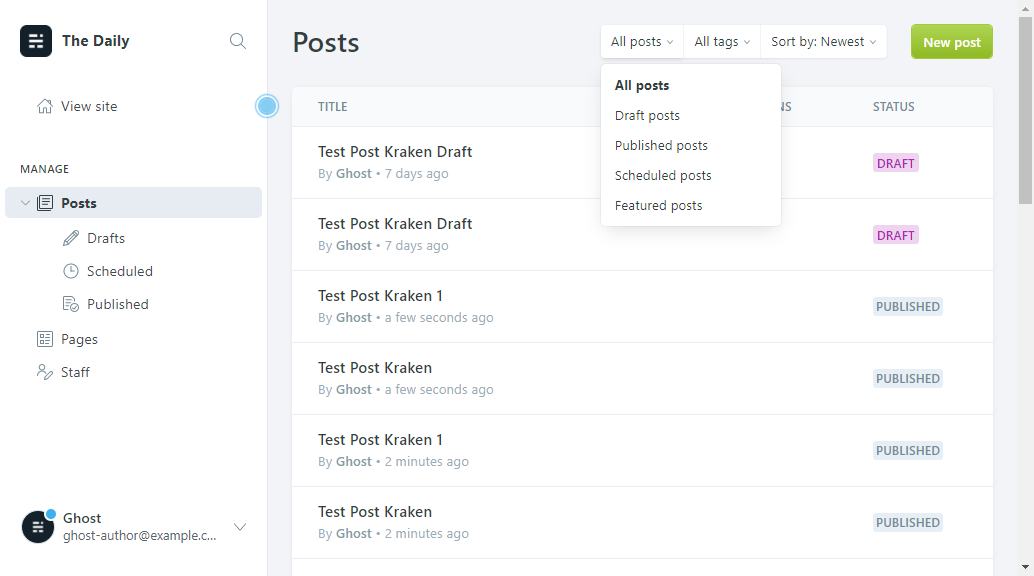 The Daily
View site
MANAGE
Posts
Drafts
Scheduled
Published
Pages
Staff
Ghost
ghost-author@example.c...
Posts
All posts
All tags
Sort by: Newest
New post
All posts
Draft posts
Published posts
Scheduled posts
Featured posts
TITLE
STATUS
Test Post Kraken Draft
By Ghost • 7 days ago
DRAFT
Test Post Kraken Draft
By Ghost • 7 days ago
DRAFT
Test Post Kraken 1
By Ghost • a few seconds ago
PUBLISHED
Test Post Kraken
By Ghost • a few seconds ago
PUBLISHED
Test Post Kraken 1
By Ghost • 2 minutes ago
PUBLISHED
Test Post Kraken
By Ghost • 2 minutes ago
PUBLISHED